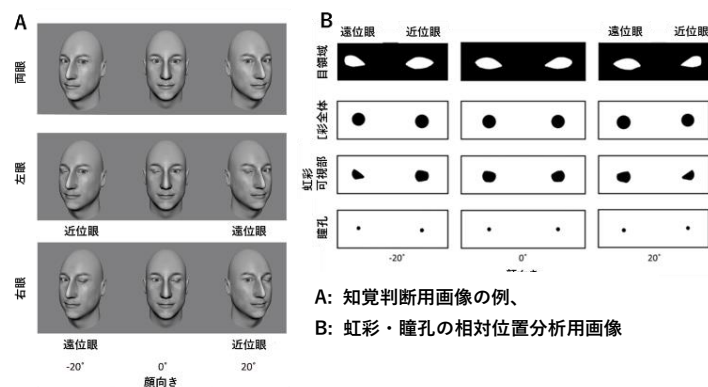 A
両眼
左眼
近位眼 遠位眼
右眼
遠位眼 近位眼
-20˚ 0˚ 20˚
顔向き
B
遠位眼 近位眼 遠位眼 近位眼
目領域
彩全体
虹彩
可視部
瞳孔
-20˚ 0˚ 20˚
A: 知覚判断用画像の例、
B: 虹彩・瞳孔の相対位置分析用画像